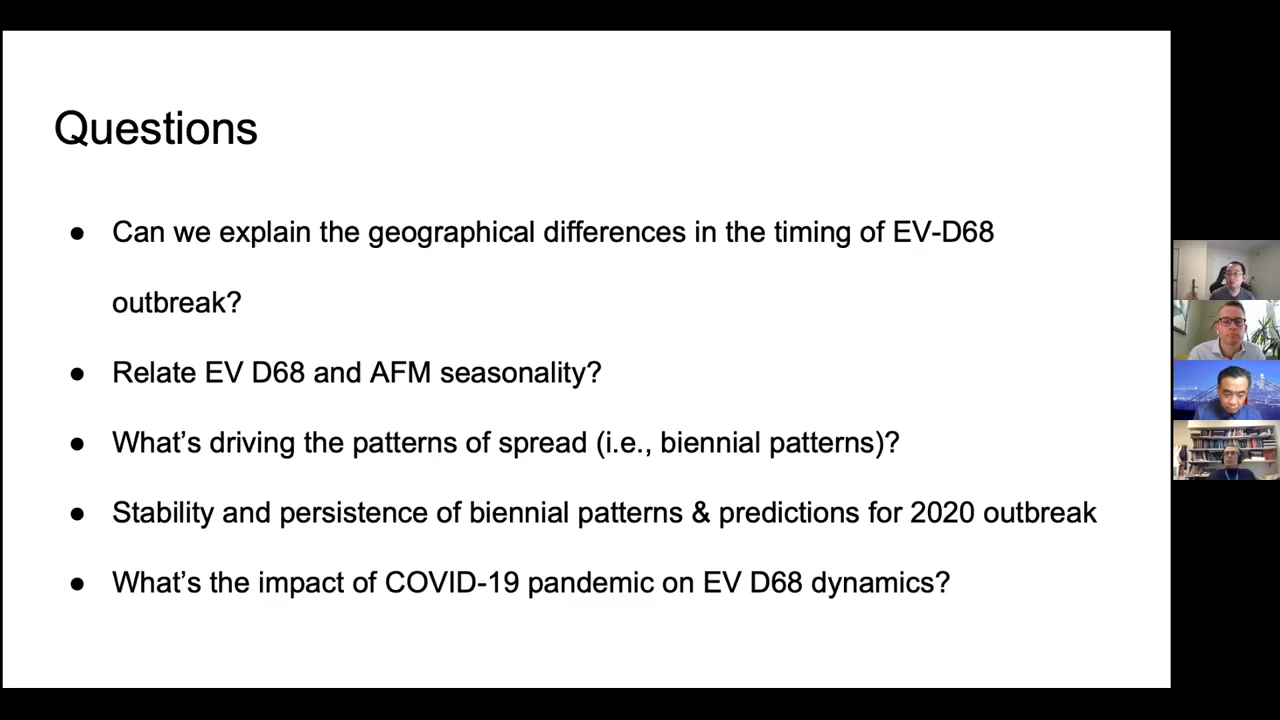 Questions
● Can we explain the geographical differences in the timing of EV-D68
outbreak?
● Relate EV D68 and AFM seasonality?
● What’s driving the patterns of spread (i.e., biennial patterns)?
● Stability and persistence of biennial patterns & predictions for 2020 outbreak
● What’s the impact of COVID-19 pandemic on EV D68 dynamics?